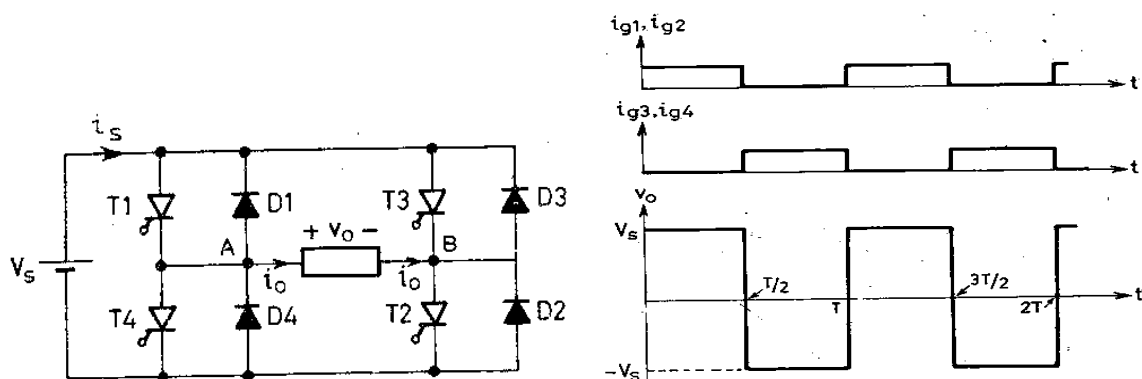 i_s
T1
D1
T3
D3
A
+ v_o -
B
V_s
i_o
i_o
T4
D4
T2
D2
i_g1, i_g2
t
i_g3, i_g4
t
v_o
V_s
T/2
T
3T/2
2T
t
-V_s